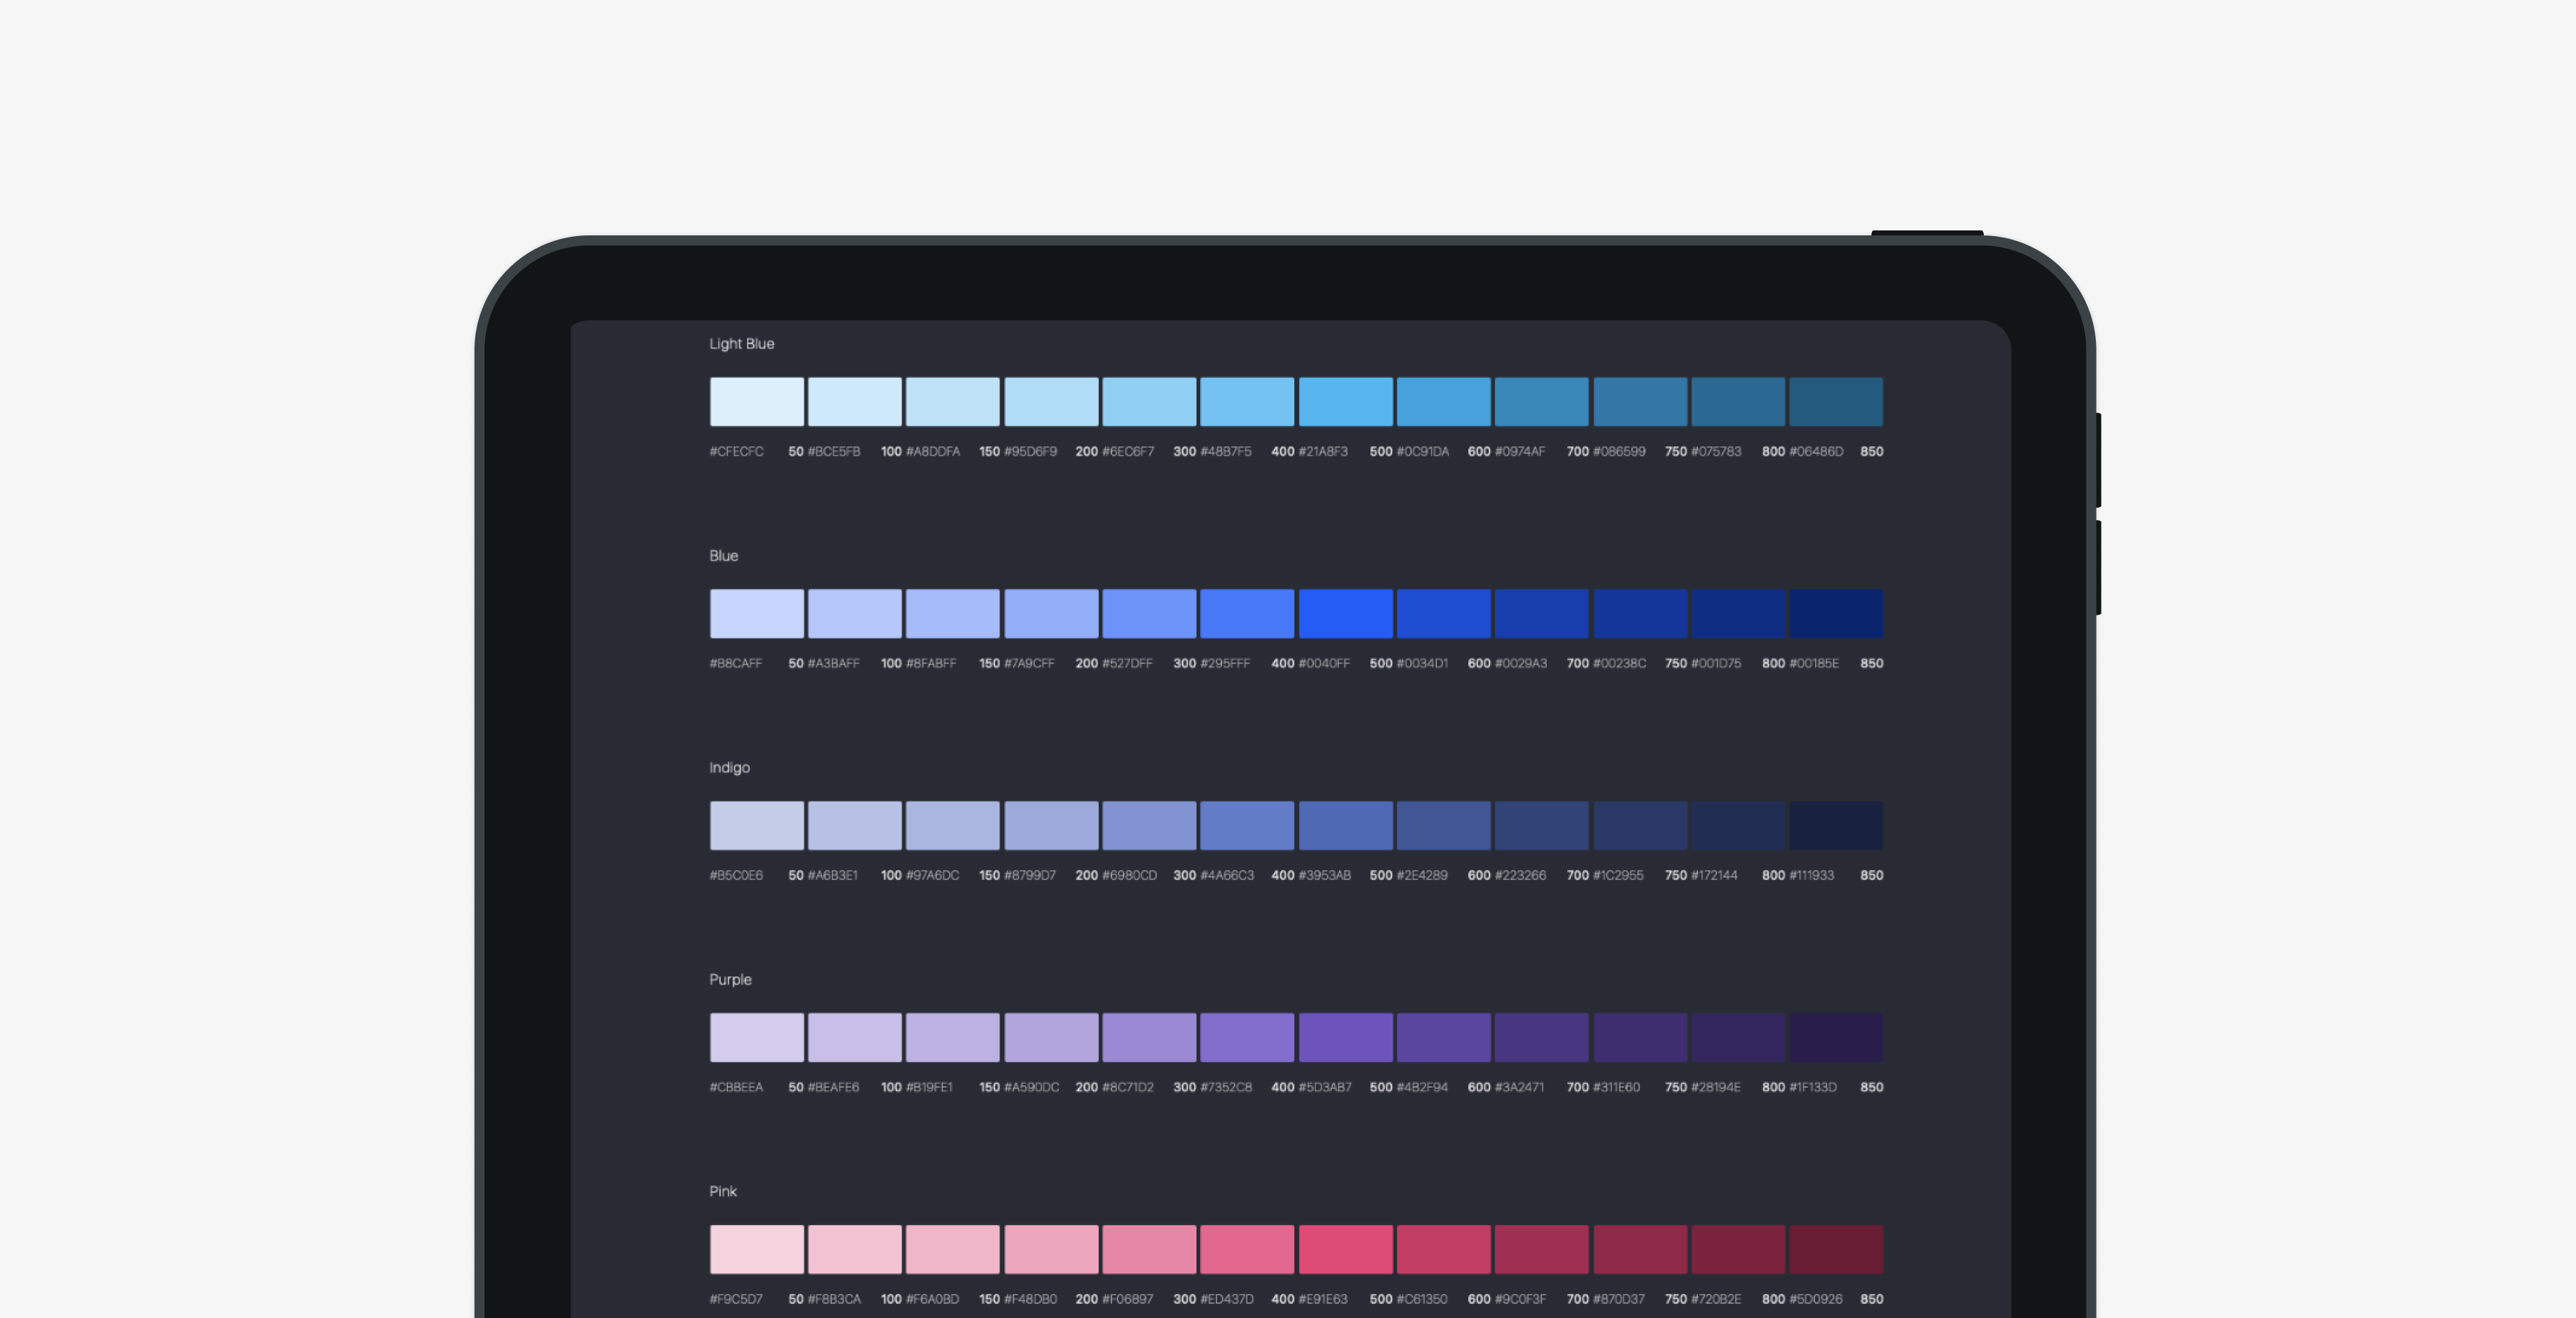 Light Blue
#CFECFC 50 #BCE5FB 100 #A8DDFA 150 #95D6F9 200 #6EC6F7 300 #48B7F5 400 #21A8F3 500 #0C91DA 600 #0974AF 700 #086599 750 #075783 800 #06486D 850
Blue
#B8CAFF 50 #A3BAFF 100 #8FABFF 150 #7A9CFF 200 #527DFF 300 #295FFF 400 #0040FF 500 #0034D1 600 #0029A3 700 #00238C 750 #001D75 800 #00185E 850
Indigo
#B5C0E6 50 #A6B3E1 100 #97A6DC 150 #8799D7 200 #6980CD 300 #4A66C3 400 #3953AB 500 #2E4289 600 #223266 700 #1C2955 750 #172144 800 #111933 850
Purple
#CBBEEA 50 #BEAFE6 100 #B19FE1 150 #A590DC 200 #8C71D2 300 #7352C8 400 #5D3AB7 500 #4B2F94 600 #3A2471 700 #311E60 750 #28194E 800 #1F133D 850
Pink
#F9C5D7 50 #F8B3CA 100 #F6A0BD 150 #F48DB0 200 #F06897 300 #ED437D 400 #E91E63 500 #C61350 600 #9C0F3F 700 #870D37 750 #720B2E 800 #5D0926 850